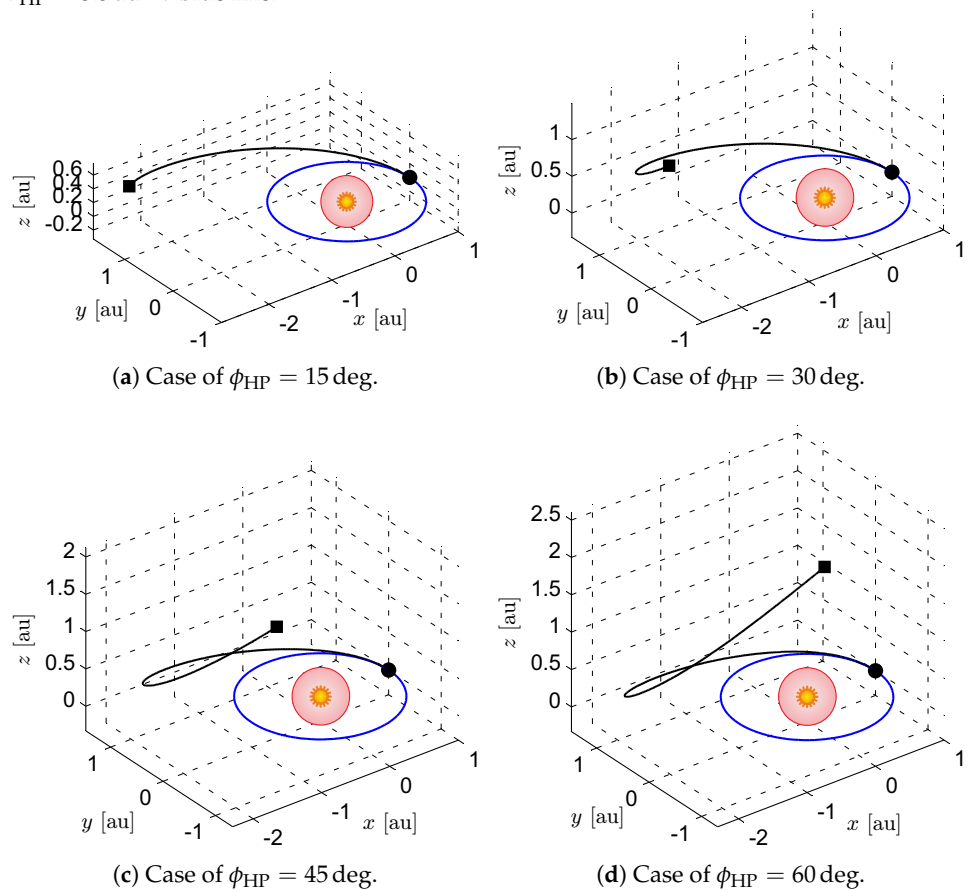 0.6
0.4
0.2
0
-0.2
z [au]
1
0
-1
y [au]
-2
-1
0
1
x [au]
(a) Case of ϕHP = 15 deg.
1
0.5
0
z [au]
1
0
-1
y [au]
-2
-1
0
1
x [au]
(b) Case of ϕHP = 30 deg.
2
1.5
1
0.5
0
z [au]
1
0
-1
y [au]
-2
-1
0
1
x [au]
(c) Case of ϕHP = 45 deg.
2.5
2
1.5
1
0.5
0
z [au]
1
0
-1
y [au]
-2
-1
0
1
x [au]
(d) Case of ϕHP = 60 deg.